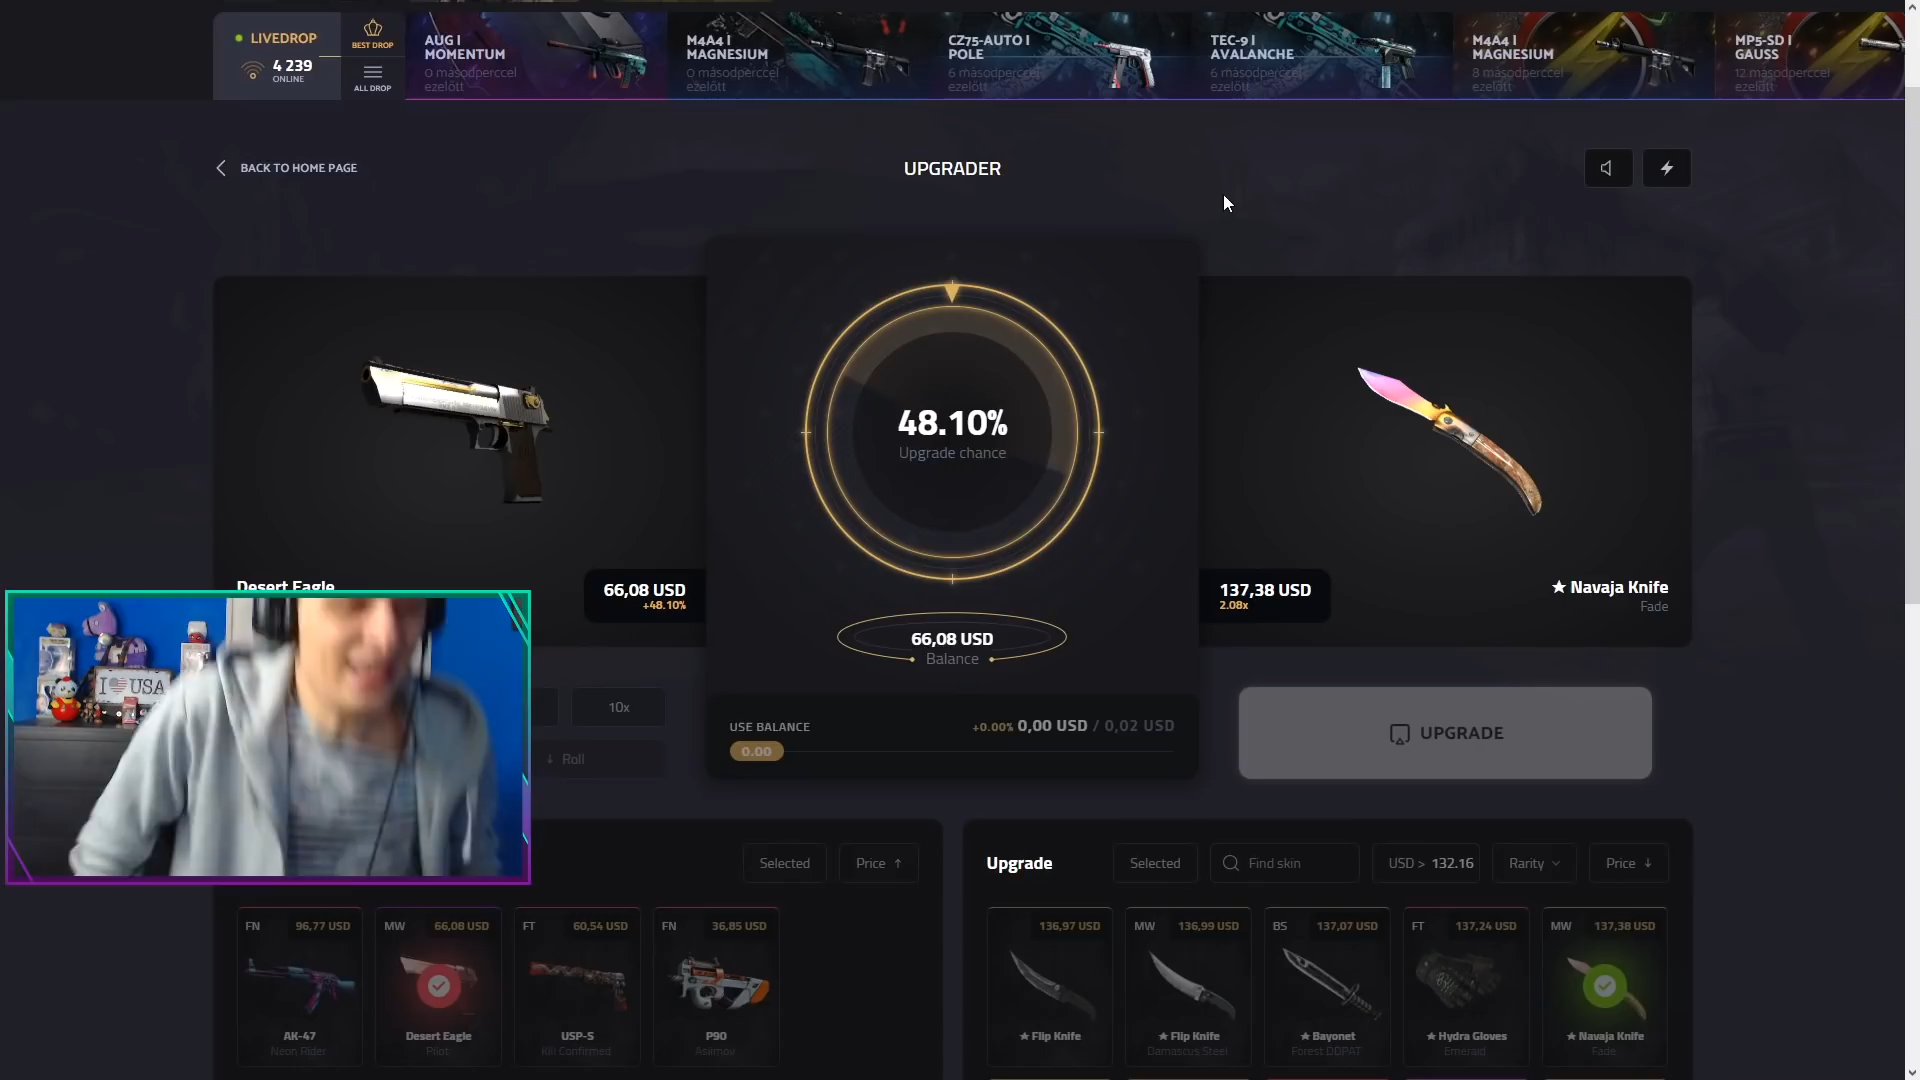 LIVEDROP
4 239
ONLINE
BEST DROP
ALL DROP
AUG |
MOMENTUM
0 másodperccel
ezelőtt
M4A4 |
MAGNESIUM
0 másodperccel
ezelőtt
CZ75-AUTO |
POLE
6 másodperccel
ezelőtt
TEC-9 |
AVALANCHE
6 másodperccel
ezelőtt
M4A4 |
MAGNESIUM
8 másodperccel
ezelőtt
MP5-SD |
GAUSS
12 másodperccel
ezelőtt
BACK TO HOME PAGE
UPGRADER
48.10%
Upgrade chance
Desert Eagle
66,08 USD
+48.10%
137,38 USD
2.08x
★ Navaja Knife
Fade
66,08 USD
Balance
I ♥ USA
10x
Roll
USE BALANCE
+0.00% 0,00 USD / 0,02 USD
0.00
UPGRADE
Selected
Price ↑
Upgrade
Selected
Find skin
USD > 132.16
Rarity
Price ↓
FN 96,77 USD
AK-47
Neon Rider
MW 66,08 USD
Desert Eagle
Pilot
FT 60,54 USD
USP-S
Kill Confirmed
FN 36,85 USD
P90
Asiimov
136,97 USD
★ Flip Knife
MW 136,99 USD
★ Flip Knife
Damascus Steel
BS 137,07 USD
★ Bayonet
Forest DDPAT
FT 137,24 USD
★ Hydra Gloves
Emerald
MW 137,38 USD
★ Navaja Knife
Fade